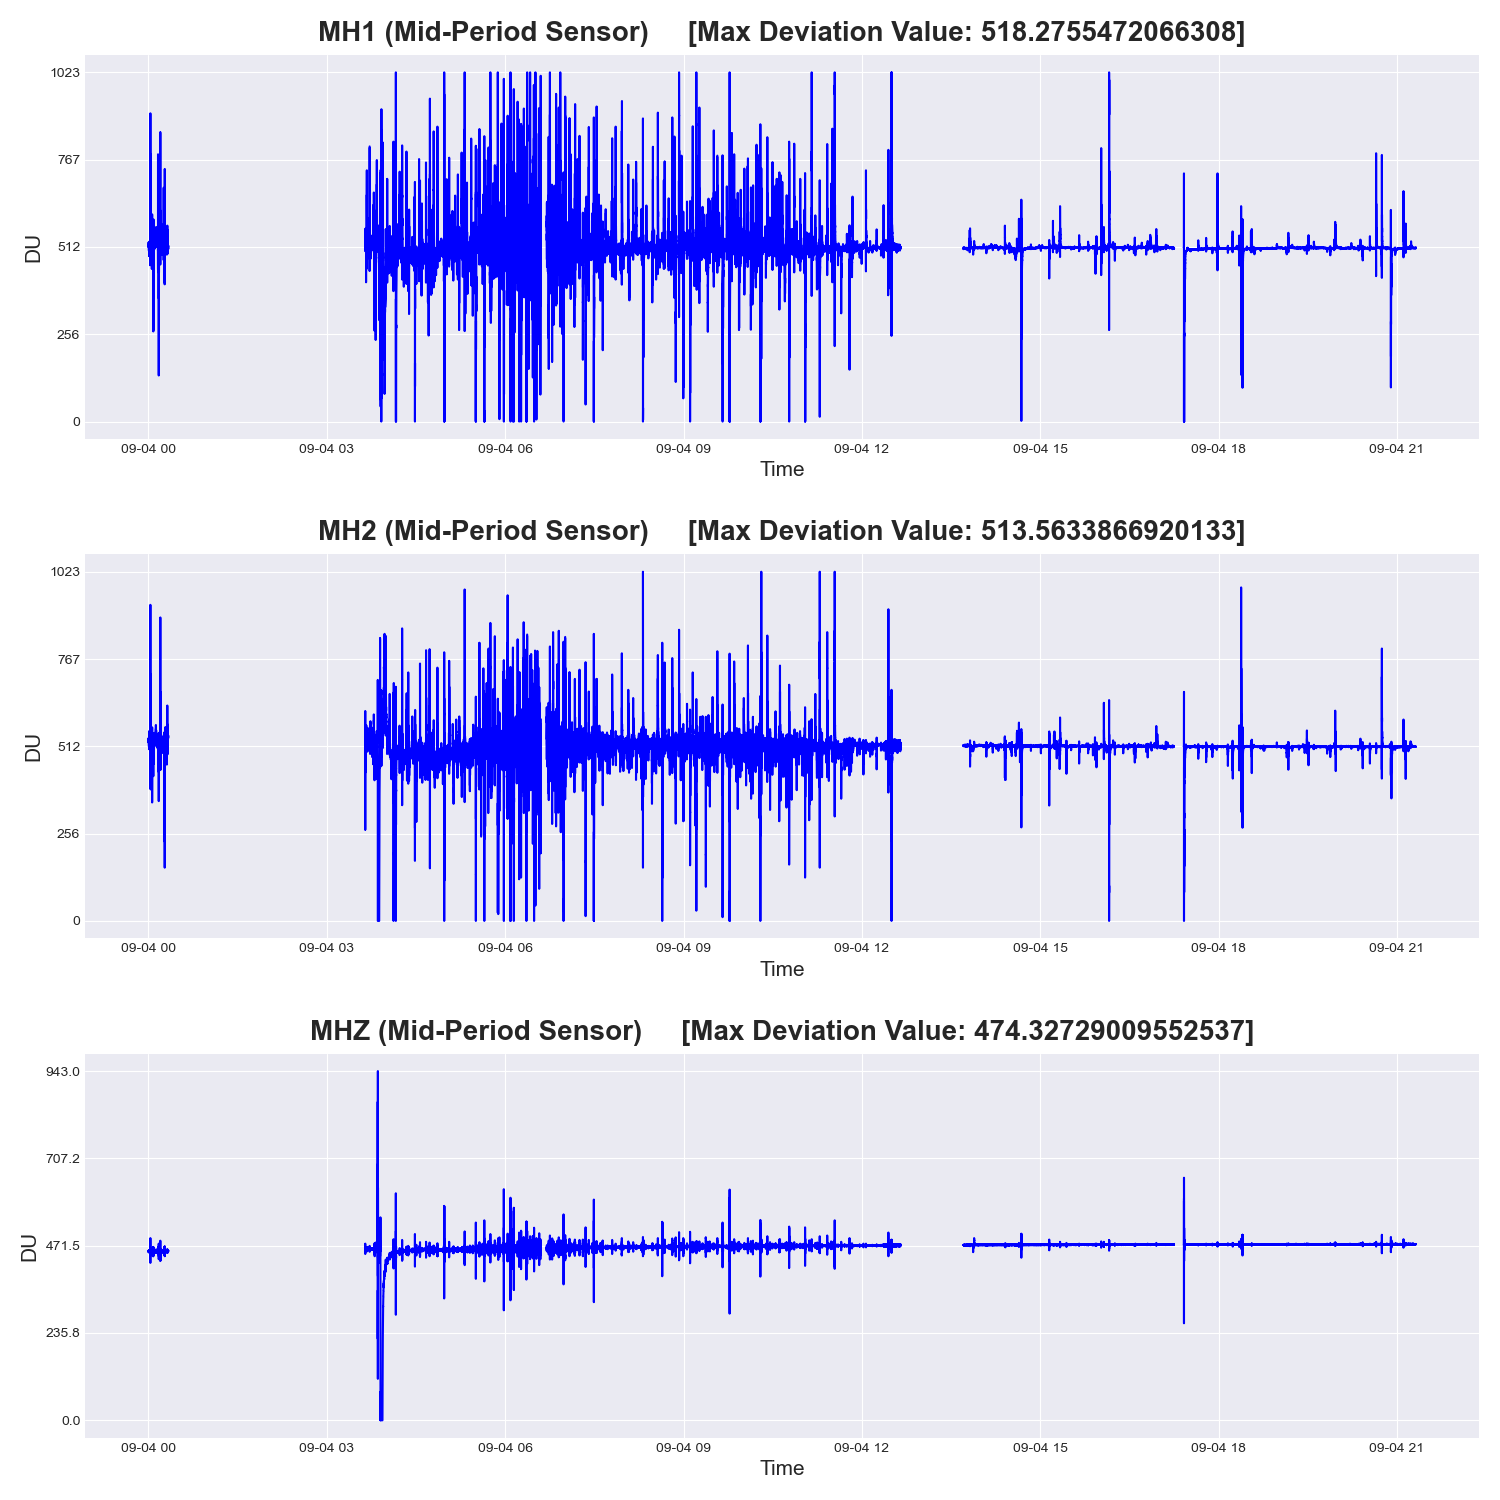 MH1 (Mid-Period Sensor) [Max Deviation Value: 518.2755472066308]
1023
767
512
256
0
DU
09-04 00 09-04 03 09-04 06 09-04 09 09-04 12 09-04 15 09-04 18 09-04 21
Time
MH2 (Mid-Period Sensor) [Max Deviation Value: 513.5633866920133]
1023
767
512
256
0
DU
09-04 00 09-04 03 09-04 06 09-04 09 09-04 12 09-04 15 09-04 18 09-04 21
Time
MHZ (Mid-Period Sensor) [Max Deviation Value: 474.32729009552537]
943.0
707.2
471.5
235.8
0.0
DU
09-04 00 09-04 03 09-04 06 09-04 09 09-04 12 09-04 15 09-04 18 09-04 21
Time